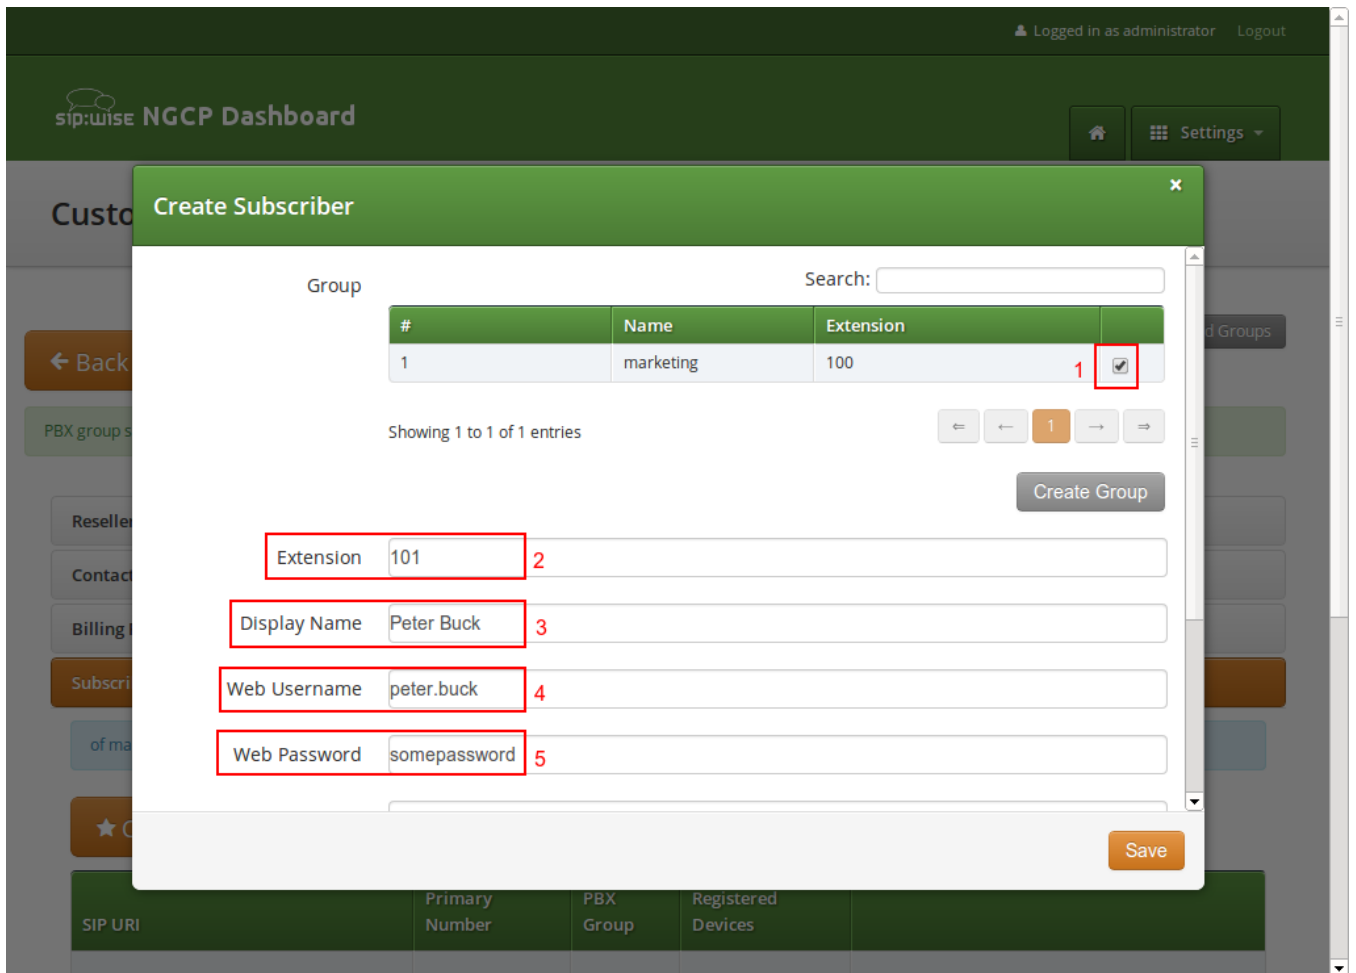 Logged in as administrator Logout
sip:wise NGCP Dashboard
Settings
Custo
Create Subscriber
×
Group
Search:
# Name Extension
1 marketing 100
1
d Groups
Back
PBX group s
Showing 1 to 1 of 1 entries
⇐ ← 1 → ⇒
Create Group
Reseller
Extension 101 2
Contact
Display Name Peter Buck 3
Billing
Subscri
Web Username peter.buck 4
of ma
Web Password somepassword 5
Save
SIP URI
Primary Number
PBX Group
Registered Devices